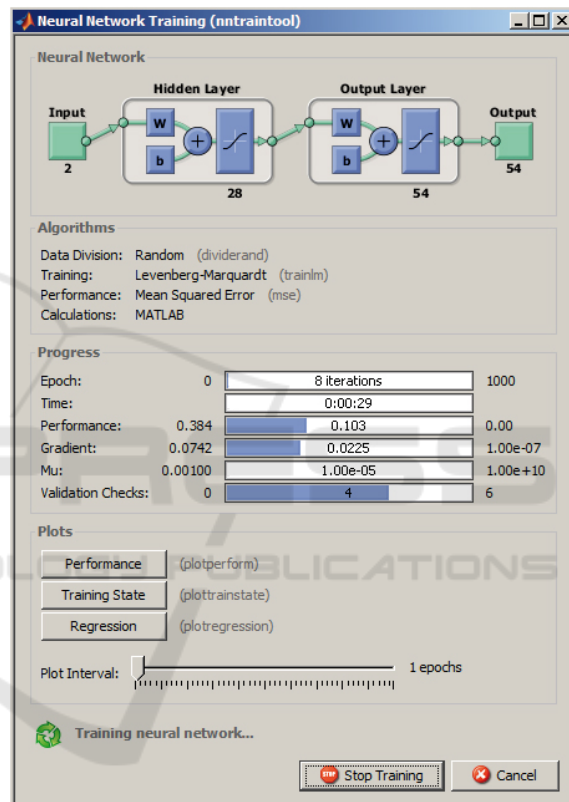 Neural Network Training (nntraintool)
Neural Network
Hidden Layer
Output Layer
Input
Output
W
b
+
W
b
+
2
28
54
54
Algorithms
Data Division: Random (dividerand)
Training: Levenberg-Marquardt (trainlm)
Performance: Mean Squared Error (mse)
Calculations: MATLAB
Progress
Epoch: 0 8 iterations 1000
Time: 0:00:29
Performance: 0.384 0.103 0.00
Gradient: 0.0742 0.0225 1.00e-07
Mu: 0.00100 1.00e-05 1.00e+10
Validation Checks: 0 4 6
Plots
Performance (plotperform)
Training State (plottrainstate)
Regression (plotregression)
Plot Interval: 1 epochs
Training neural network...
STOP Stop Training
Cancel
PRESS
OLOGY PUBLICATIONS